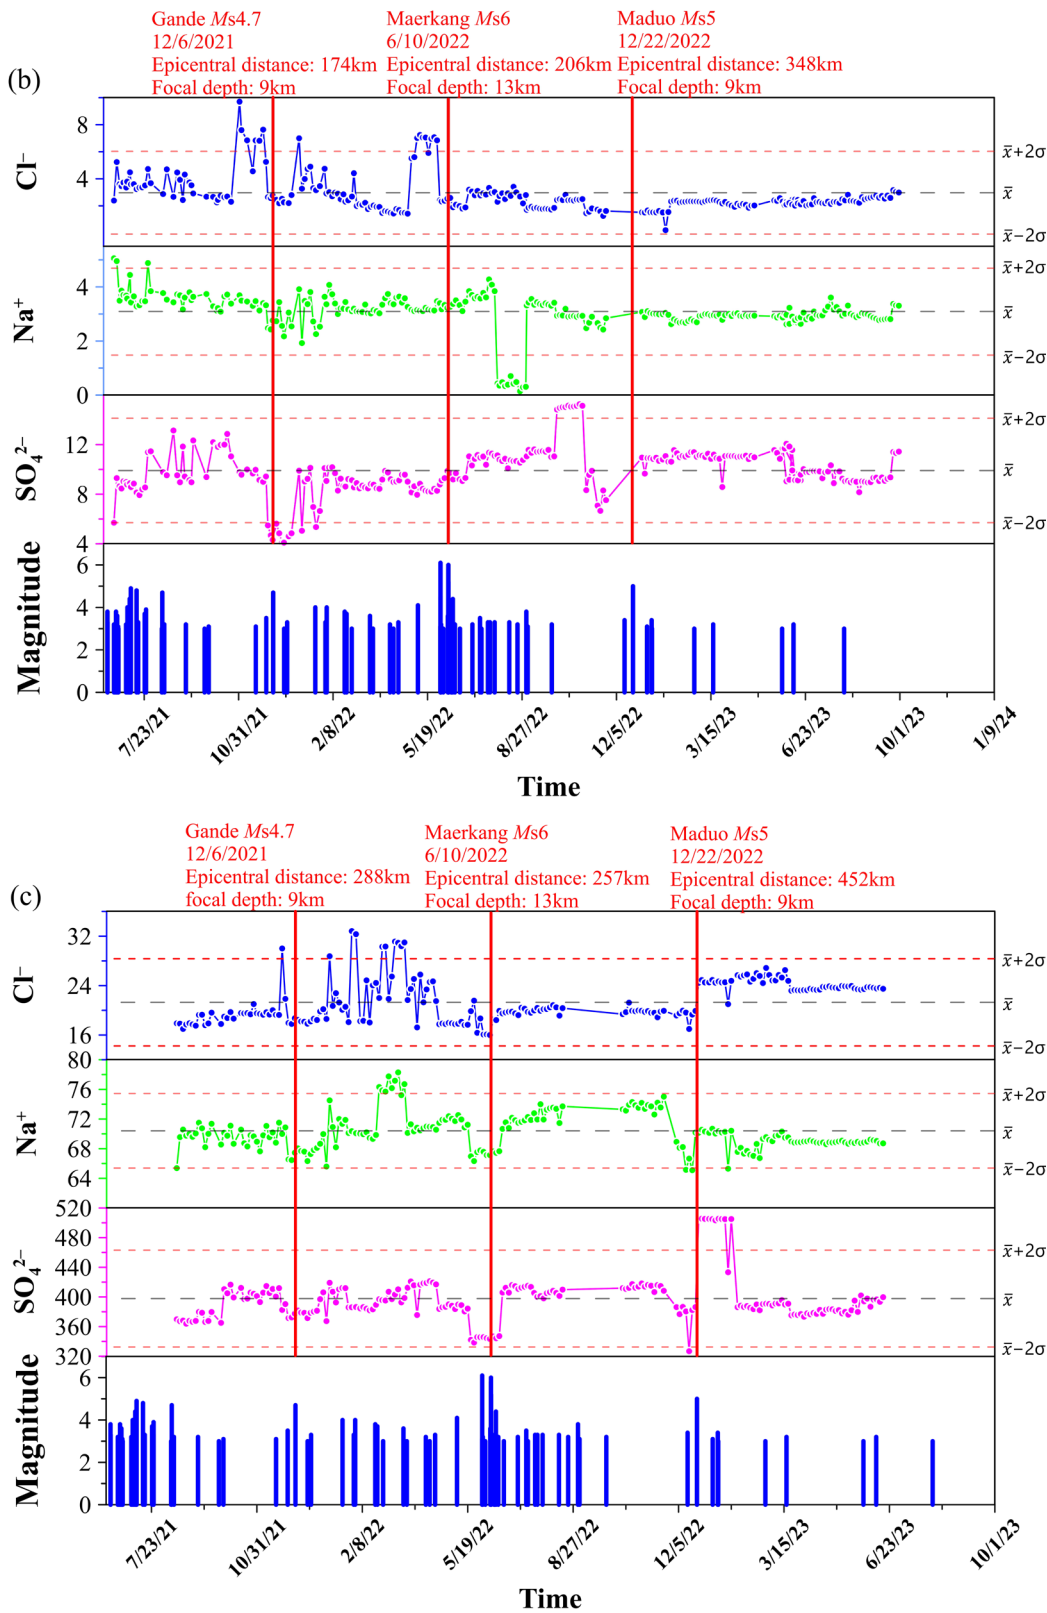 Gande Ms4.7
12/6/2021
Epicentral distance: 174km
Focal depth: 9km
Maerkang Ms6
6/10/2022
Epicentral distance: 206km
Focal depth: 13km
Maduo Ms5
12/22/2022
Epicentral distance: 348km
Focal depth: 9km
(b)
Cl⁻
8
4
x̄+2σ
x̄
x̄−2σ
Na⁺
4
2
0
x̄+2σ
x̄
x̄−2σ
SO₄²⁻
12
8
4
x̄+2σ
x̄
x̄−2σ
Magnitude
6
4
2
0
7/23/21
10/31/21
2/8/22
5/19/22
8/27/22
12/5/22
3/15/23
6/23/23
10/1/23
1/9/24
Time
Gande Ms4.7
12/6/2021
Epicentral distance: 288km
focal depth: 9km
Maerkang Ms6
6/10/2022
Epicentral distance: 257km
Focal depth: 13km
Maduo Ms5
12/22/2022
Epicentral distance: 452km
Focal depth: 9km
(c)
Cl⁻
32
24
16
x̄+2σ
x̄
x̄−2σ
Na⁺
80
76
72
68
64
x̄+2σ
x̄
x̄−2σ
SO₄²⁻
520
480
440
400
360
320
x̄+2σ
x̄
x̄−2σ
Magnitude
6
4
2
0
7/23/21
10/31/21
2/8/22
5/19/22
8/27/22
12/5/22
3/15/23
6/23/23
10/1/23
Time